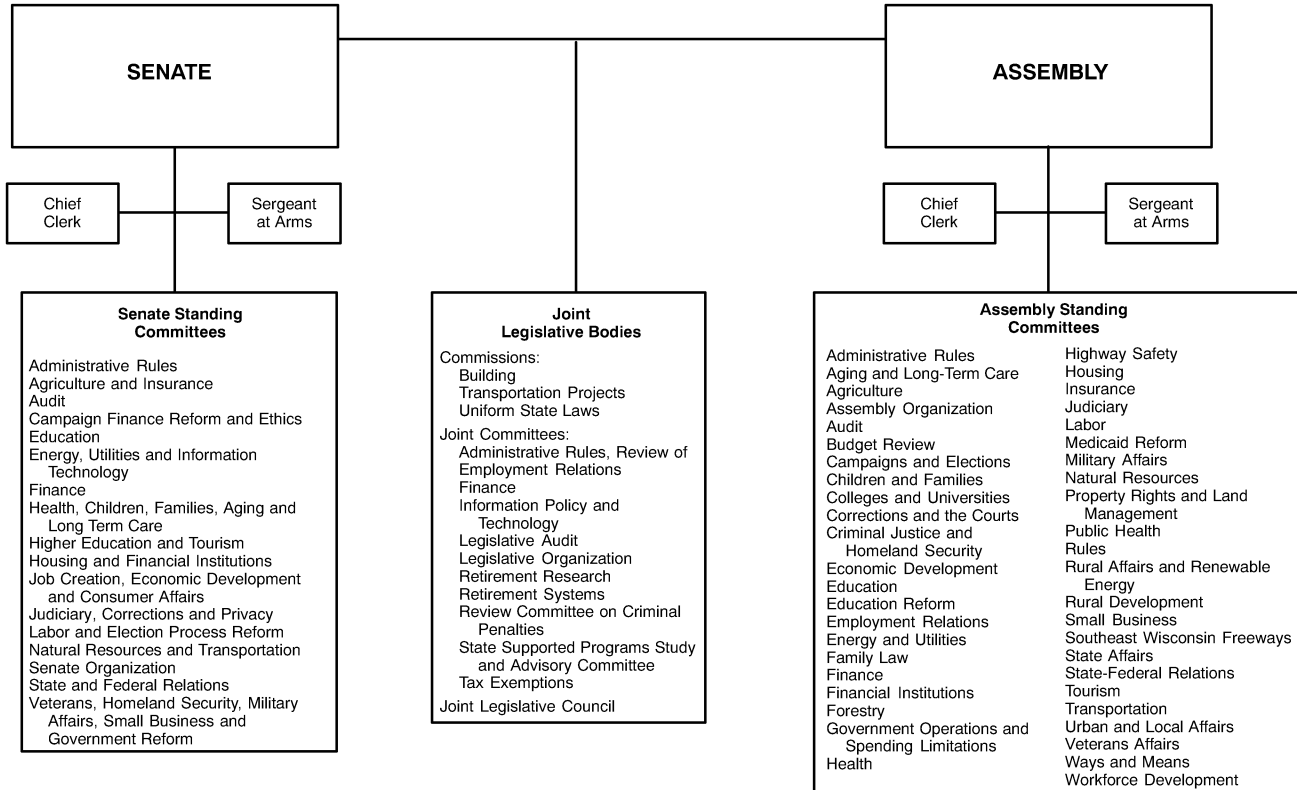 SENATE
ASSEMBLY
Chief
Clerk
Sergeant
at Arms
Chief
Clerk
Sergeant
at Arms
Senate Standing
Committees
Administrative Rules
Agriculture and Insurance
Audit
Campaign Finance Reform and Ethics
Education
Energy, Utilities and Information
Technology
Finance
Health, Children, Families, Aging and
Long Term Care
Higher Education and Tourism
Housing and Financial Institutions
Job Creation, Economic Development
and Consumer Affairs
Judiciary, Corrections and Privacy
Labor and Election Process Reform
Natural Resources and Transportation
Senate Organization
State and Federal Relations
Veterans, Homeland Security, Military
Affairs, Small Business and
Government Reform
Joint
Legislative Bodies
Commissions:
Building
Transportation Projects
Uniform State Laws
Joint Committees:
Administrative Rules, Review of
Employment Relations
Finance
Information Policy and
Technology
Legislative Audit
Legislative Organization
Retirement Research
Retirement Systems
Review Committee on Criminal
Penalties
State Supported Programs Study
and Advisory Committee
Tax Exemptions
Joint Legislative Council
Assembly Standing
Committees
Administrative Rules
Aging and Long-Term Care
Agriculture
Assembly Organization
Audit
Budget Review
Campaigns and Elections
Children and Families
Colleges and Universities
Corrections and the Courts
Criminal Justice and
Homeland Security
Economic Development
Education
Education Reform
Employment Relations
Energy and Utilities
Family Law
Finance
Financial Institutions
Forestry
Government Operations and
Spending Limitations
Health
Highway Safety
Housing
Insurance
Judiciary
Labor
Medicaid Reform
Military Affairs
Natural Resources
Property Rights and Land
Management
Public Health
Rules
Rural Affairs and Renewable
Energy
Rural Development
Small Business
Southeast Wisconsin Freeways
State Affairs
State-Federal Relations
Tourism
Transportation
Urban and Local Affairs
Veterans Affairs
Ways and Means
Workforce Development